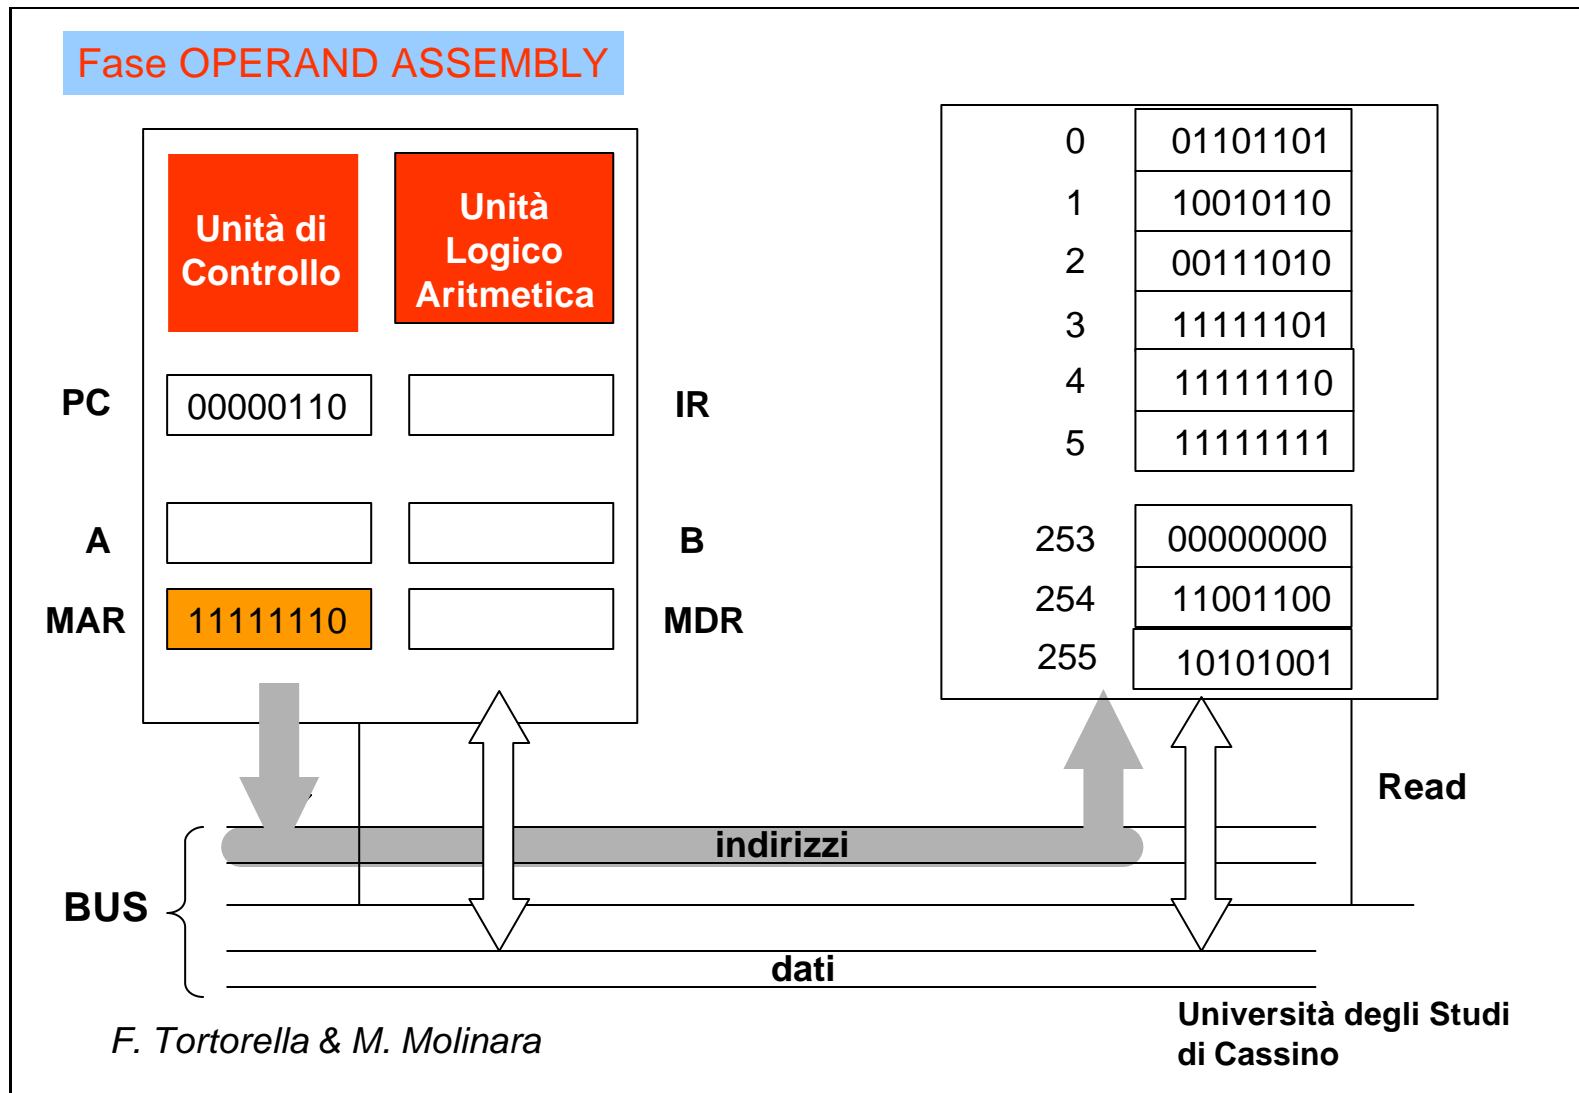 Fase OPERAND ASSEMBLY
Unità di
Controllo
Unità
Logico
Aritmetica
PC
00000110
IR
A
B
MAR
11111110
MDR
0
01101101
1
10010110
2
00111010
3
11111101
4
11111110
5
11111111
253
00000000
254
11001100
255
10101001
Read
indirizzi
BUS
dati
F. Tortorella & M. Molinara
Università degli Studi
di Cassino